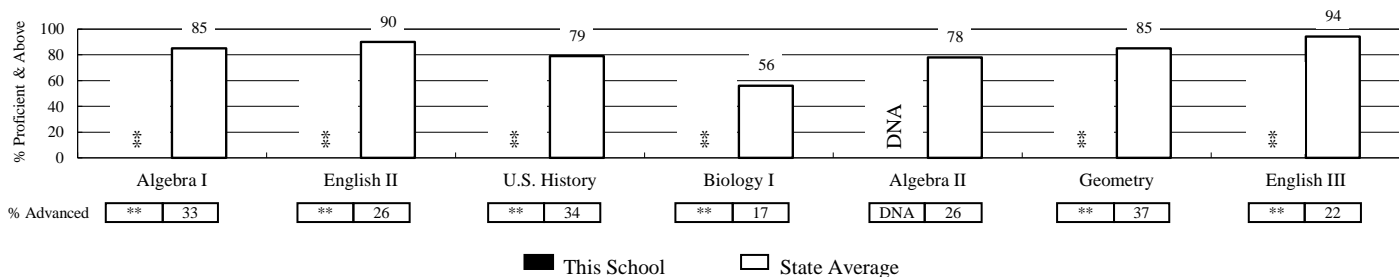 % Proficient & Above
100
80
60
40
20
0
** 85 ** 90 ** 79 ** 56 DNA 78 ** 85 ** 94
Algebra I English II U.S. History Biology I Algebra II Geometry English III
% Advanced ** 33 ** 26 ** 34 ** 17 DNA 26 ** 37 ** 22
This School State Average